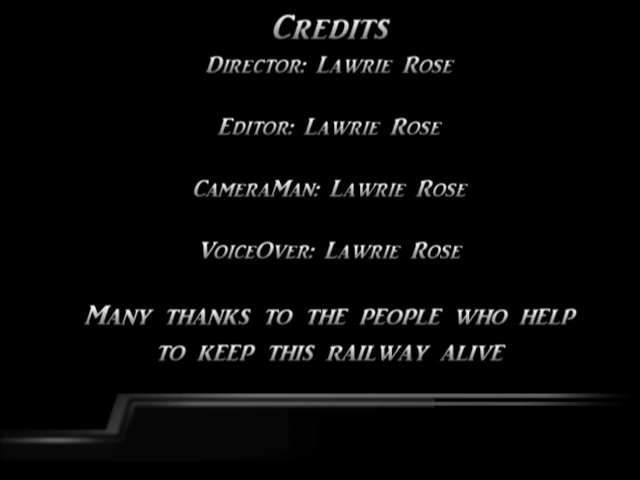 Credits
Director: Lawrie Rose
Editor: Lawrie Rose
CameraMan: Lawrie Rose
VoiceOver: Lawrie Rose
Many thanks to the people who help
to keep this railway alive